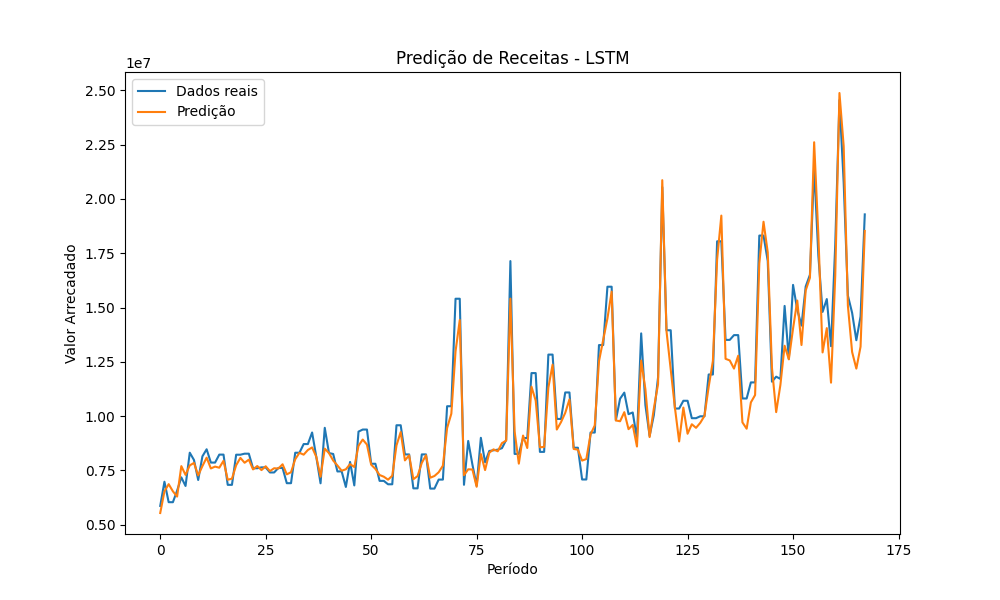 Predição de Receitas - LSTM
1e7
Dados reais
Predição
2.50
2.25
2.00
1.75
1.50
1.25
1.00
0.75
0.50
Valor Arrecadado
0 25 50 75 100 125 150 175
Período